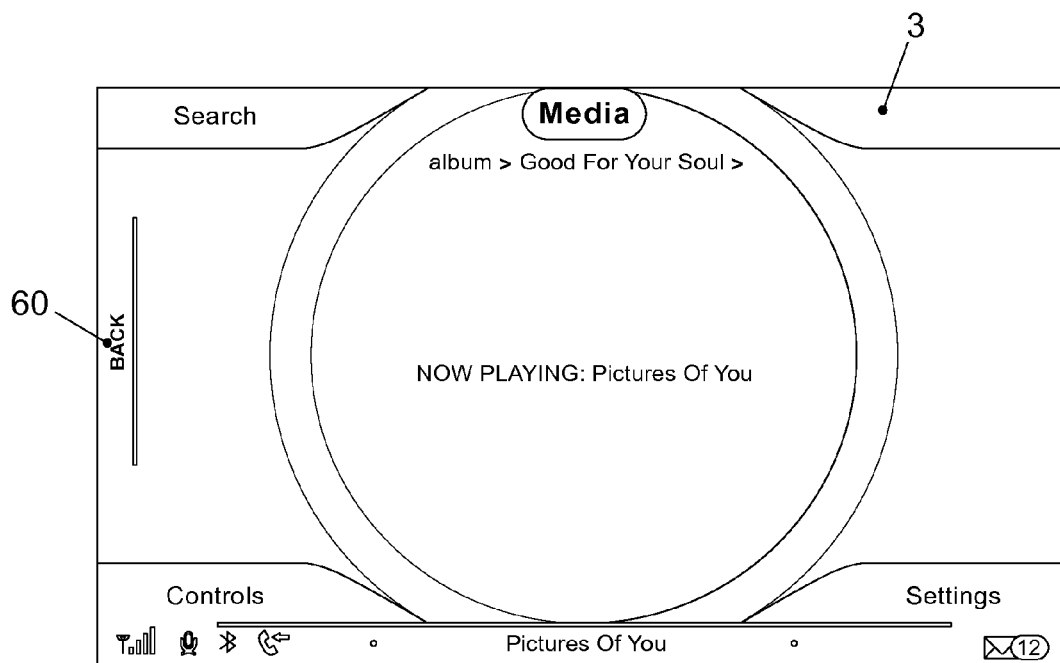 3
Search
Media
album > Good For Your Soul >
60
BACK
NOW PLAYING: Pictures Of You
Controls
Settings
Pictures Of You
12